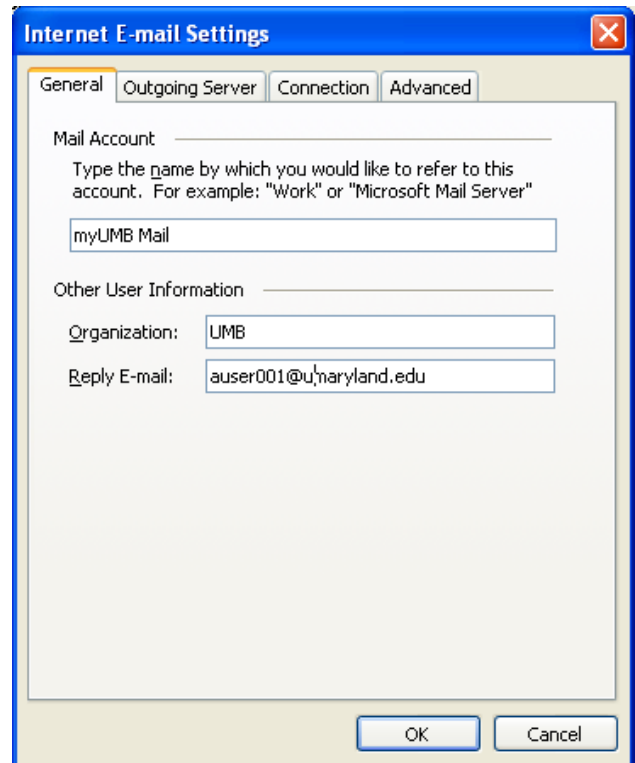 Internet E-mail Settings
General Outgoing Server Connection Advanced
Mail Account
Type the name by which you would like to refer to this
account. For example: "Work" or "Microsoft Mail Server"
myUMB Mail
Other User Information
Organization: UMB
Reply E-mail: auser001@umaryland.edu
OK Cancel